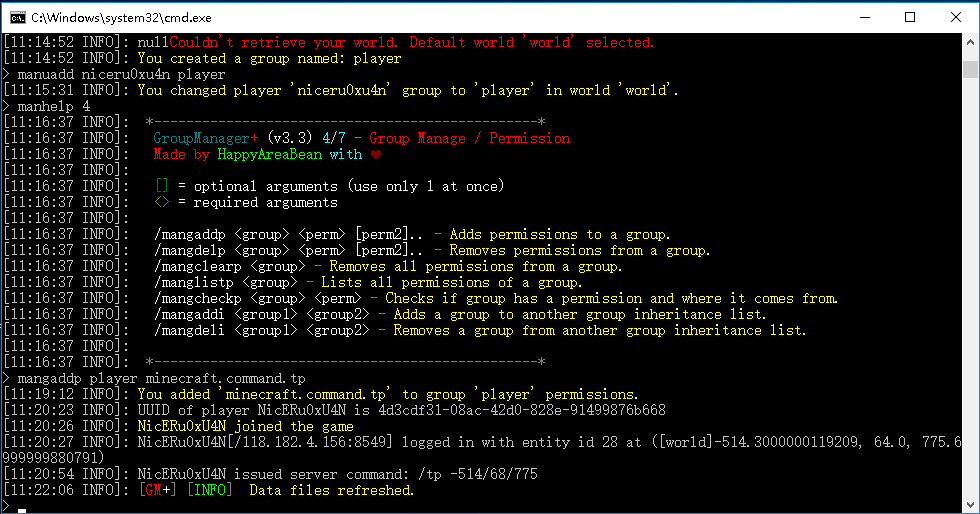 C:\Windows\system32\cmd.exe
[11:14:52 INFO]: nullCouldn't retrieve your world. Default world 'world' selected.
[11:14:52 INFO]: You created a group named: player
> manuadd niceru0xu4n player
[11:15:31 INFO]: You changed player 'niceru0xu4n' group to 'player' in world 'world'.
> manhelp 4
[11:16:37 INFO]:  *------------------------------------------------*
[11:16:37 INFO]:   GroupManager+ (v3.3) 4/7 - Group Manage / Permission
[11:16:37 INFO]:   Made by HappyAreaBean with ♥
[11:16:37 INFO]:
[11:16:37 INFO]:   [] = optional arguments (use only 1 at once)
[11:16:37 INFO]:   <> = required arguments
[11:16:37 INFO]:
[11:16:37 INFO]:   /mangaddp <group> <perm> [perm2].. - Adds permissions to a group.
[11:16:37 INFO]:   /mangdelp <group> <perm> [perm2].. - Removes permissions from a group.
[11:16:37 INFO]:   /mangclearp <group> - Removes all permissions from a group.
[11:16:37 INFO]:   /manglistp <group> - Lists all permissions of a group.
[11:16:37 INFO]:   /mangcheckp <group> <perm> - Checks if group has a permission and where it comes from.
[11:16:37 INFO]:   /mangaddi <group1> <group2> - Adds a group to another group inheritance list.
[11:16:37 INFO]:   /mangdeli <group1> <group2> - Removes a group from another group inheritance list.
[11:16:37 INFO]:
[11:16:37 INFO]:  *------------------------------------------------*
> mangaddp player minecraft.command.tp
[11:19:12 INFO]: You added 'minecraft.command.tp' to group 'player' permissions.
[11:20:23 INFO]: UUID of player NicERu0xU4N is 4d3cdf31-08ac-42d0-828e-91499876b668
[11:20:26 INFO]: NicERu0xU4N joined the game
[11:20:27 INFO]: NicERu0xU4N[/118.182.4.156:8549] logged in with entity id 28 at ([world]-514.3000000119209, 64.0, 775.6
999999880791)
[11:20:54 INFO]: NicERu0xU4N issued server command: /tp -514/68/775
[11:22:06 INFO]: [GM+] [INFO]  Data files refreshed.
>